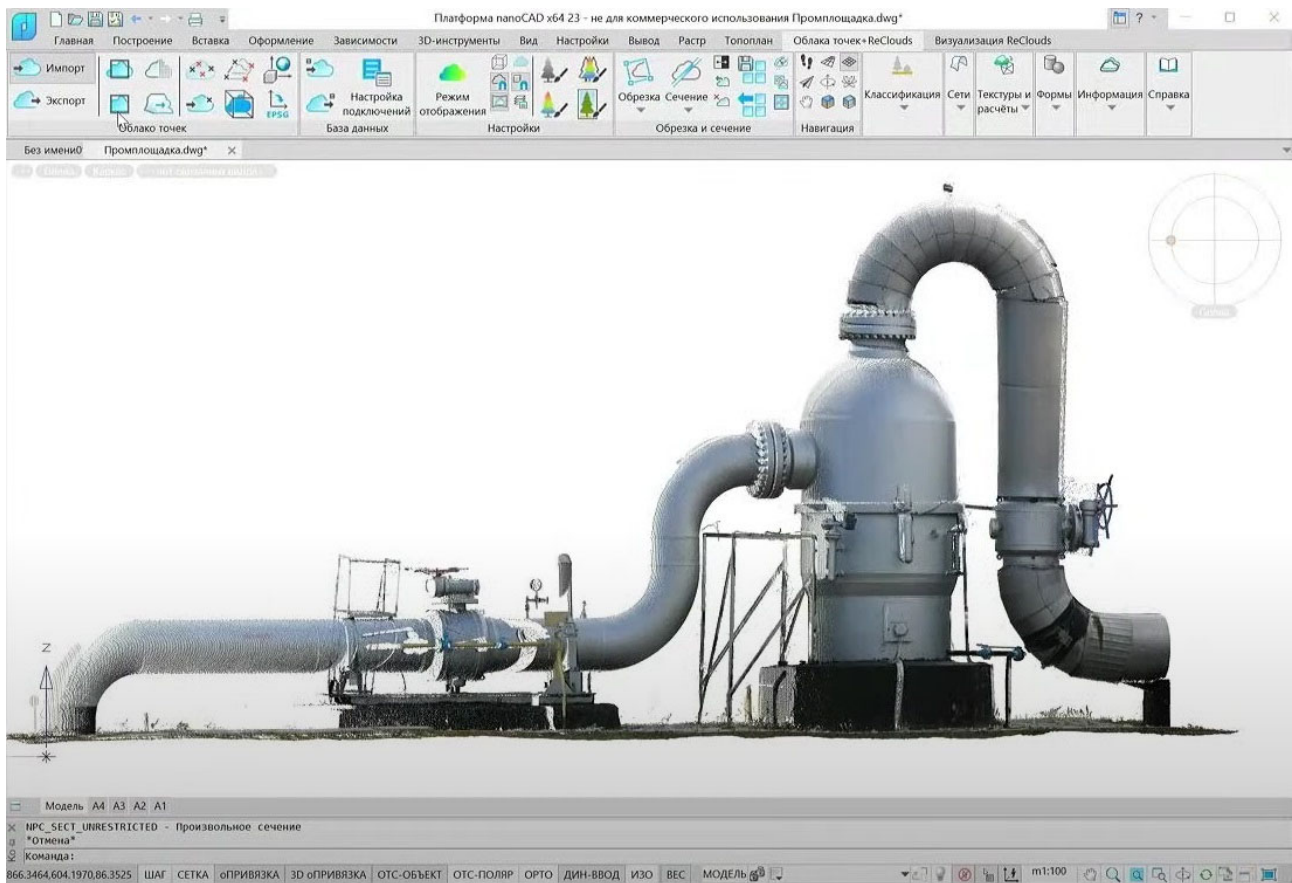 Платформа nanoCAD x64 23 - не для коммерческого использования Промплощадка.dwg*
?
Главная Построение Вставка Оформление Зависимости 3D-инструменты Вид Настройки Вывод Растр Топоплан Облака точек+ReClouds Визуализация ReClouds
Импорт
Экспорт
EPSG
Облако точек
Настройка
подключений
База данных
Режим
отображения
Настройки
Обрезка Сечение
Обрезка и сечение
Навигация
Классификация
Сети
Текстуры и
расчёты
Формы
Информация
Справка
Без имени0 Промплощадка.dwg*
Z
Модель A4 A3 A2 A1
NPC_SECT_UNRESTRICTED - Произвольное сечение
*Отмена*
Команда:
866.3464,604.1970,86.3525 ШАГ СЕТКА оПРИВЯЗКА 3D оПРИВЯЗКА ОТС-ОБЪЕКТ ОТС-ПОЛЯР ОРТО ДИН-ВВОД ИЗО ВЕС МОДЕЛЬ m1:100